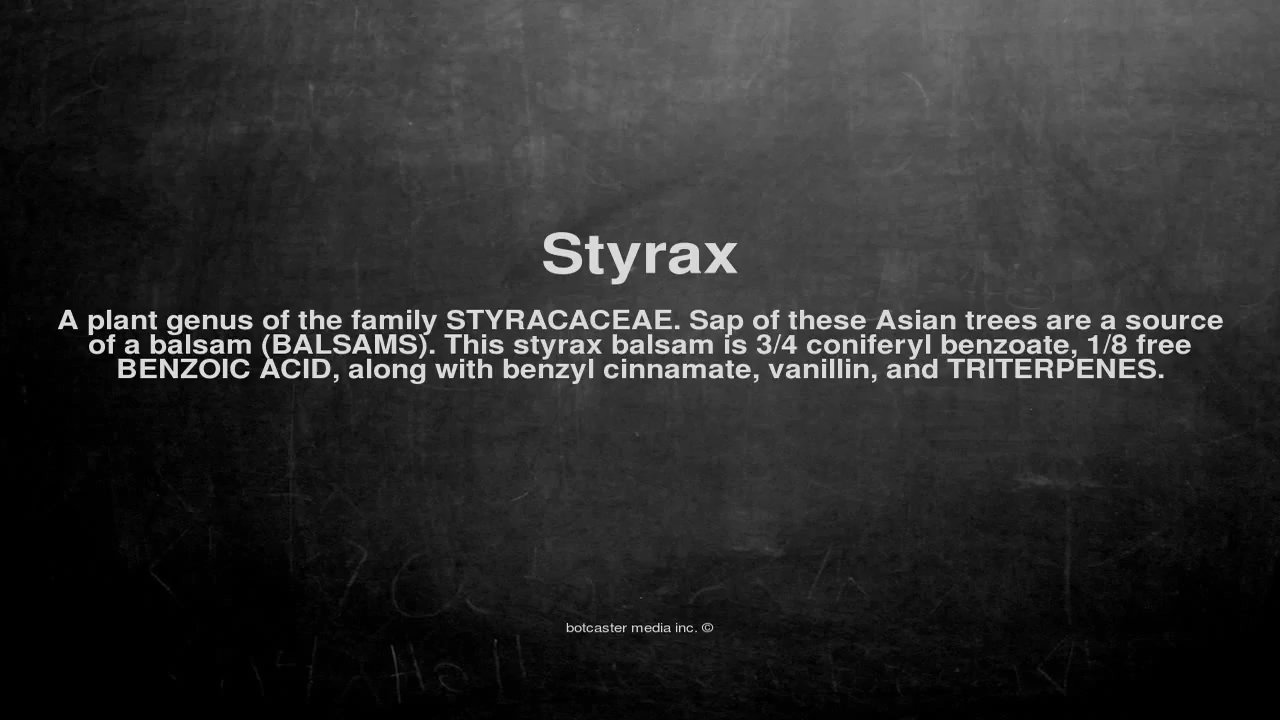 Styrax
A plant genus of the family STYRACACEAE. Sap of these Asian trees are a source
of a balsam (BALSAMS). This styrax balsam is 3/4 coniferyl benzoate, 1/8 free
BENZOIC ACID, along with benzyl cinnamate, vanillin, and TRITERPENES.
botcaster media inc. ©